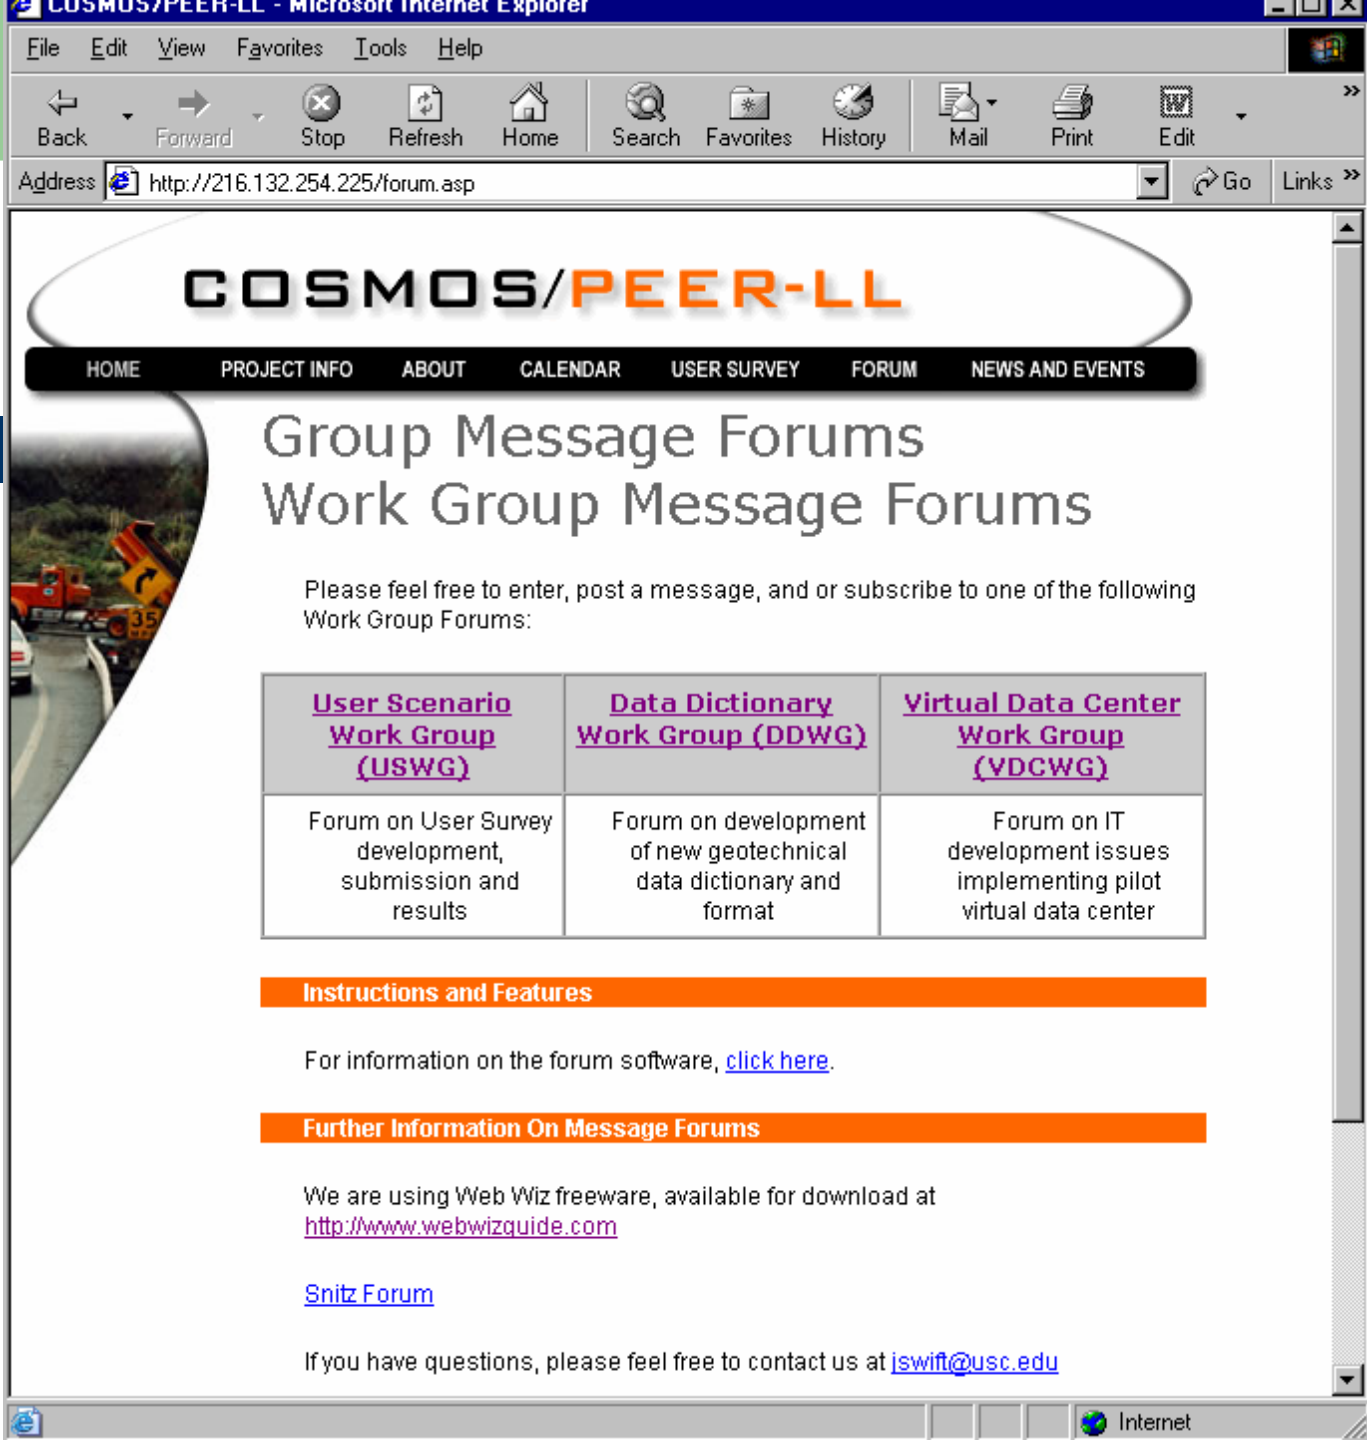 COSMOS/PEER-LL - Microsoft Internet Explorer
File Edit View Favorites Tools Help
Back Forward Stop Refresh Home Search Favorites History Mail Print Edit »
Address http://216.132.254.225/forum.asp Go Links »
COSMOS/PEER-LL
HOME PROJECT INFO ABOUT CALENDAR USER SURVEY FORUM NEWS AND EVENTS
Group Message Forums
Work Group Message Forums
35
Please feel free to enter, post a message, and or subscribe to one of the following
Work Group Forums:
User Scenario
Work Group
(USWG)
Data Dictionary
Work Group (DDWG)
Virtual Data Center
Work Group
(VDCWG)
Forum on User Survey
development,
submission and
results
Forum on development
of new geotechnical
data dictionary and
format
Forum on IT
development issues
implementing pilot
virtual data center
Instructions and Features
For information on the forum software, click here.
Further Information On Message Forums
We are using Web Wiz freeware, available for download at
http://www.webwizguide.com
Snitz Forum
If you have questions, please feel free to contact us at jswift@usc.edu
Internet